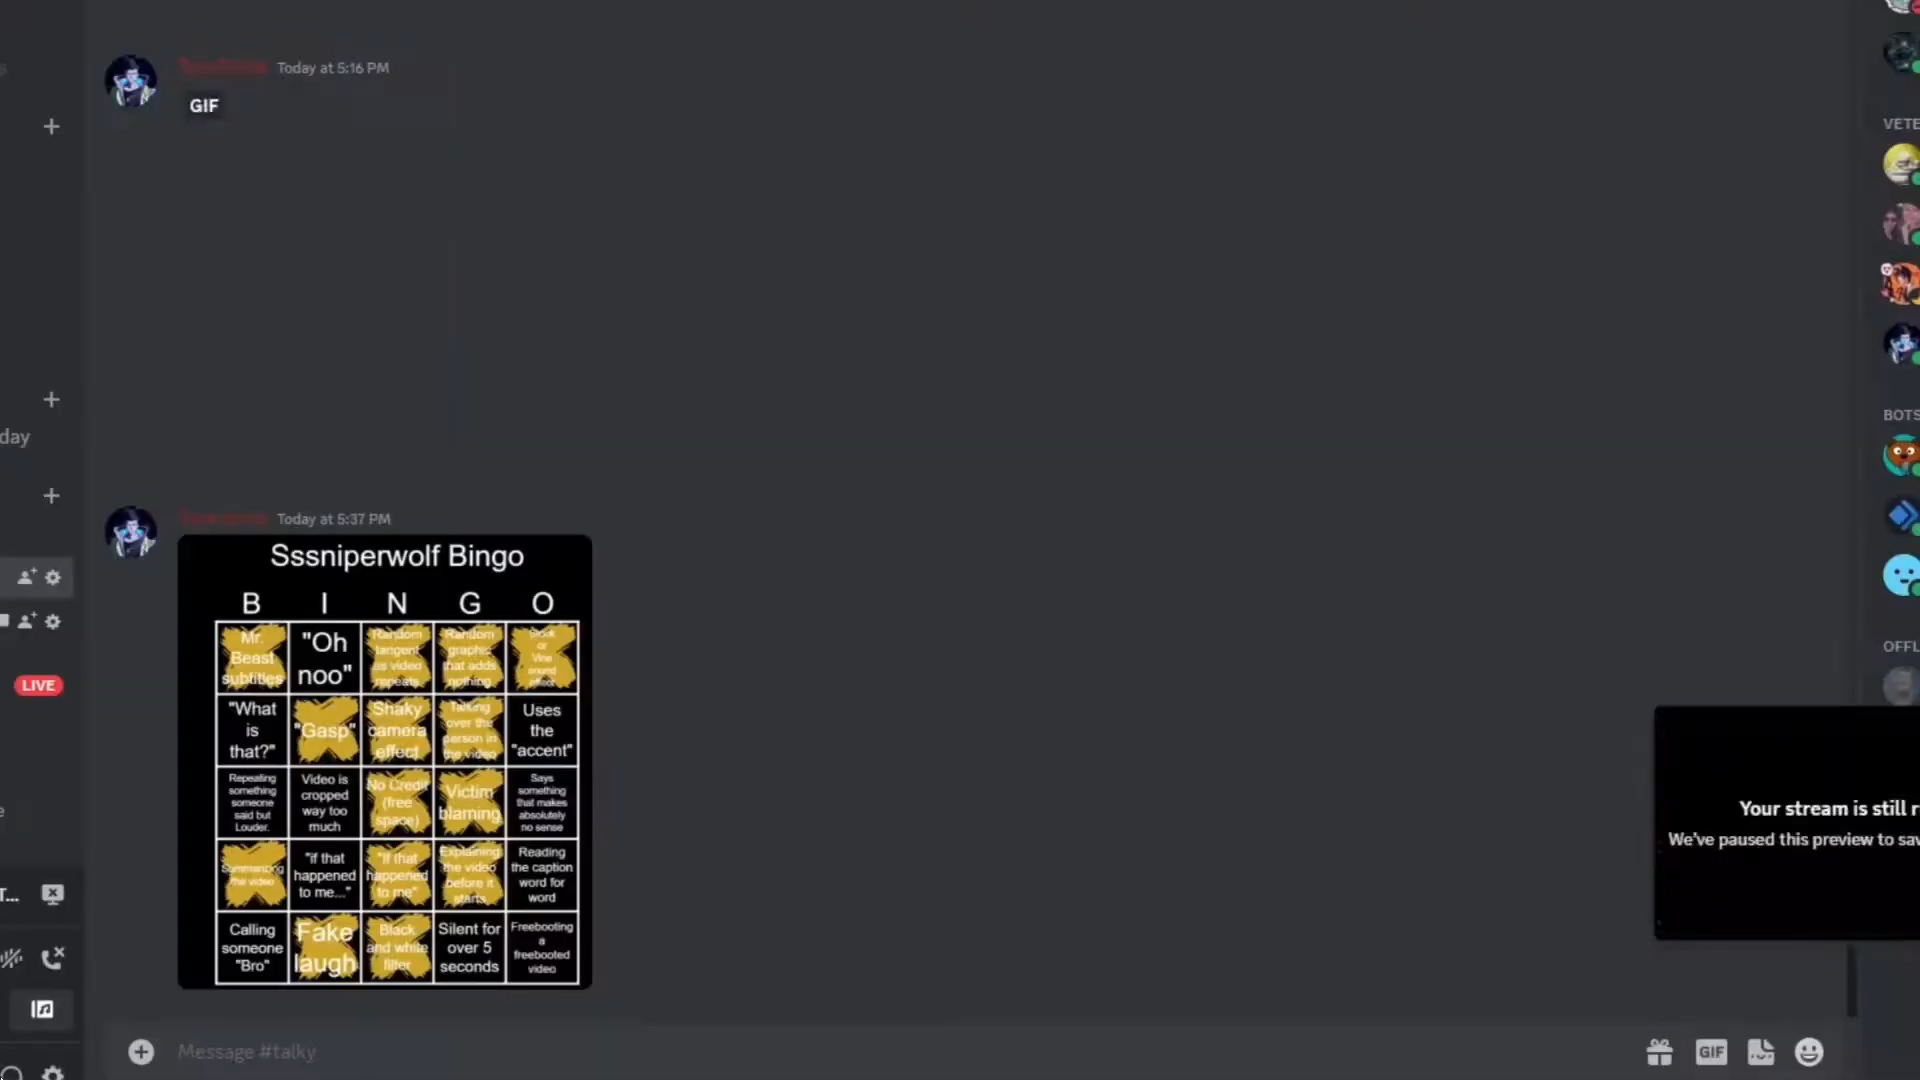 Today at 5:16 PM
GIF
VETE
day
BOTS
Today at 5:37 PM
Sssniperwolf Bingo
B I N G O
Mr.
Beast
subtitles
"Oh
noo"
Random
tangent
as video
repeats
Random
graphic
that adds
nothing
or
Vine
sound
effect
"What
is
that?"
"Gasp"
Shaky
camera
effect
Talking
over the
person in
the video
Uses
the
"accent"
Repeating
something
someone
said but
Louder.
Video is
cropped
way too
much
No Credit
(free
space)
Victim
blaming
Says
something
that makes
absolutely
no sense
Summarizing
the video
"if that
happened
to me..."
"If that
happened
to me"
Explaining
the video
before it
starts
Reading
the caption
word for
word
Calling
someone
"Bro"
Fake
laugh
Black
and white
filter
Silent for
over 5
seconds
Freebooting
a
freebooted
video
OFFL
LIVE
Your stream is still r
We've paused this preview to sav
e
T...
Message #talky
GIF